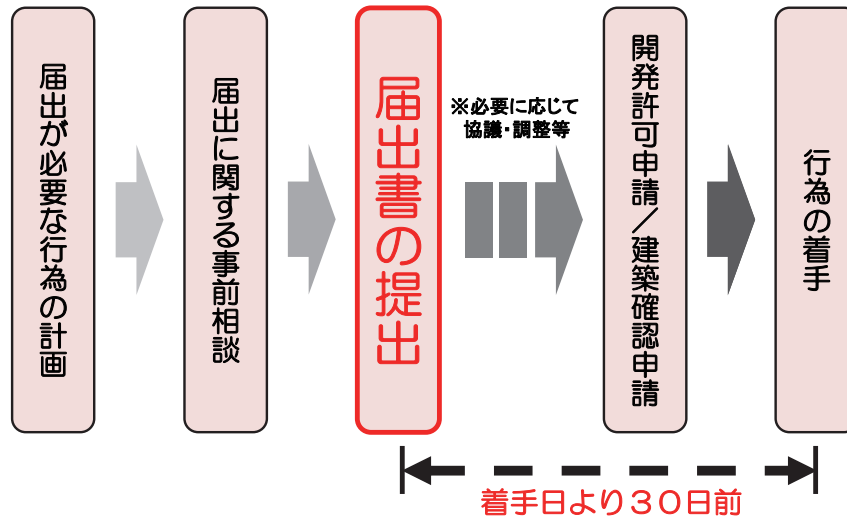 届出が必要な行為の計画
届出に関する事前相談
届出書の提出
※必要に応じて
協議・調整等
開発許可申請／建築確認申請
行為の着手
着手日より３０日前